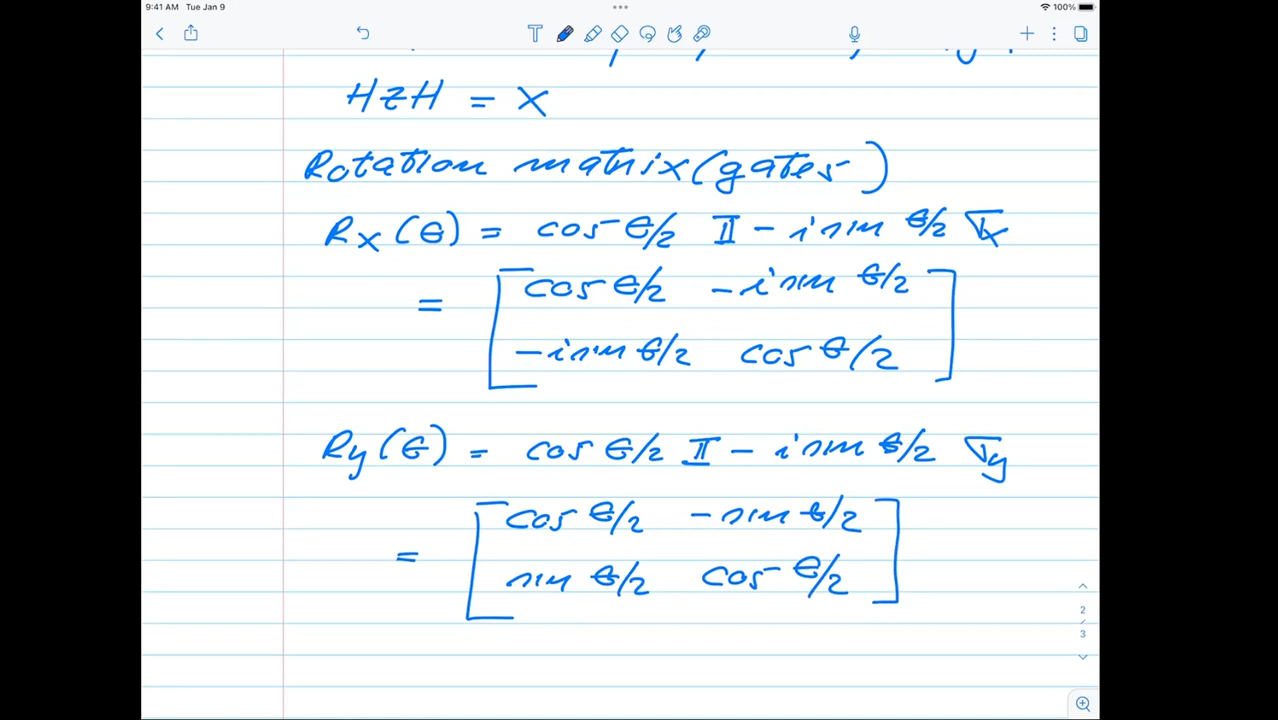 9:41 AM Tue Jan 9
100%
HZH = X
Rotation matrix(gates)
Rx(θ) = cos θ/2 𝕀 - i sin θ/2 σx
= [ cos θ/2 -i sin θ/2
-i sin θ/2 cos θ/2 ]
Ry(θ) = cos θ/2 𝕀 - i sin θ/2 σy
= [ cos θ/2 - sin θ/2
sin θ/2 cos θ/2 ]
2
/
3